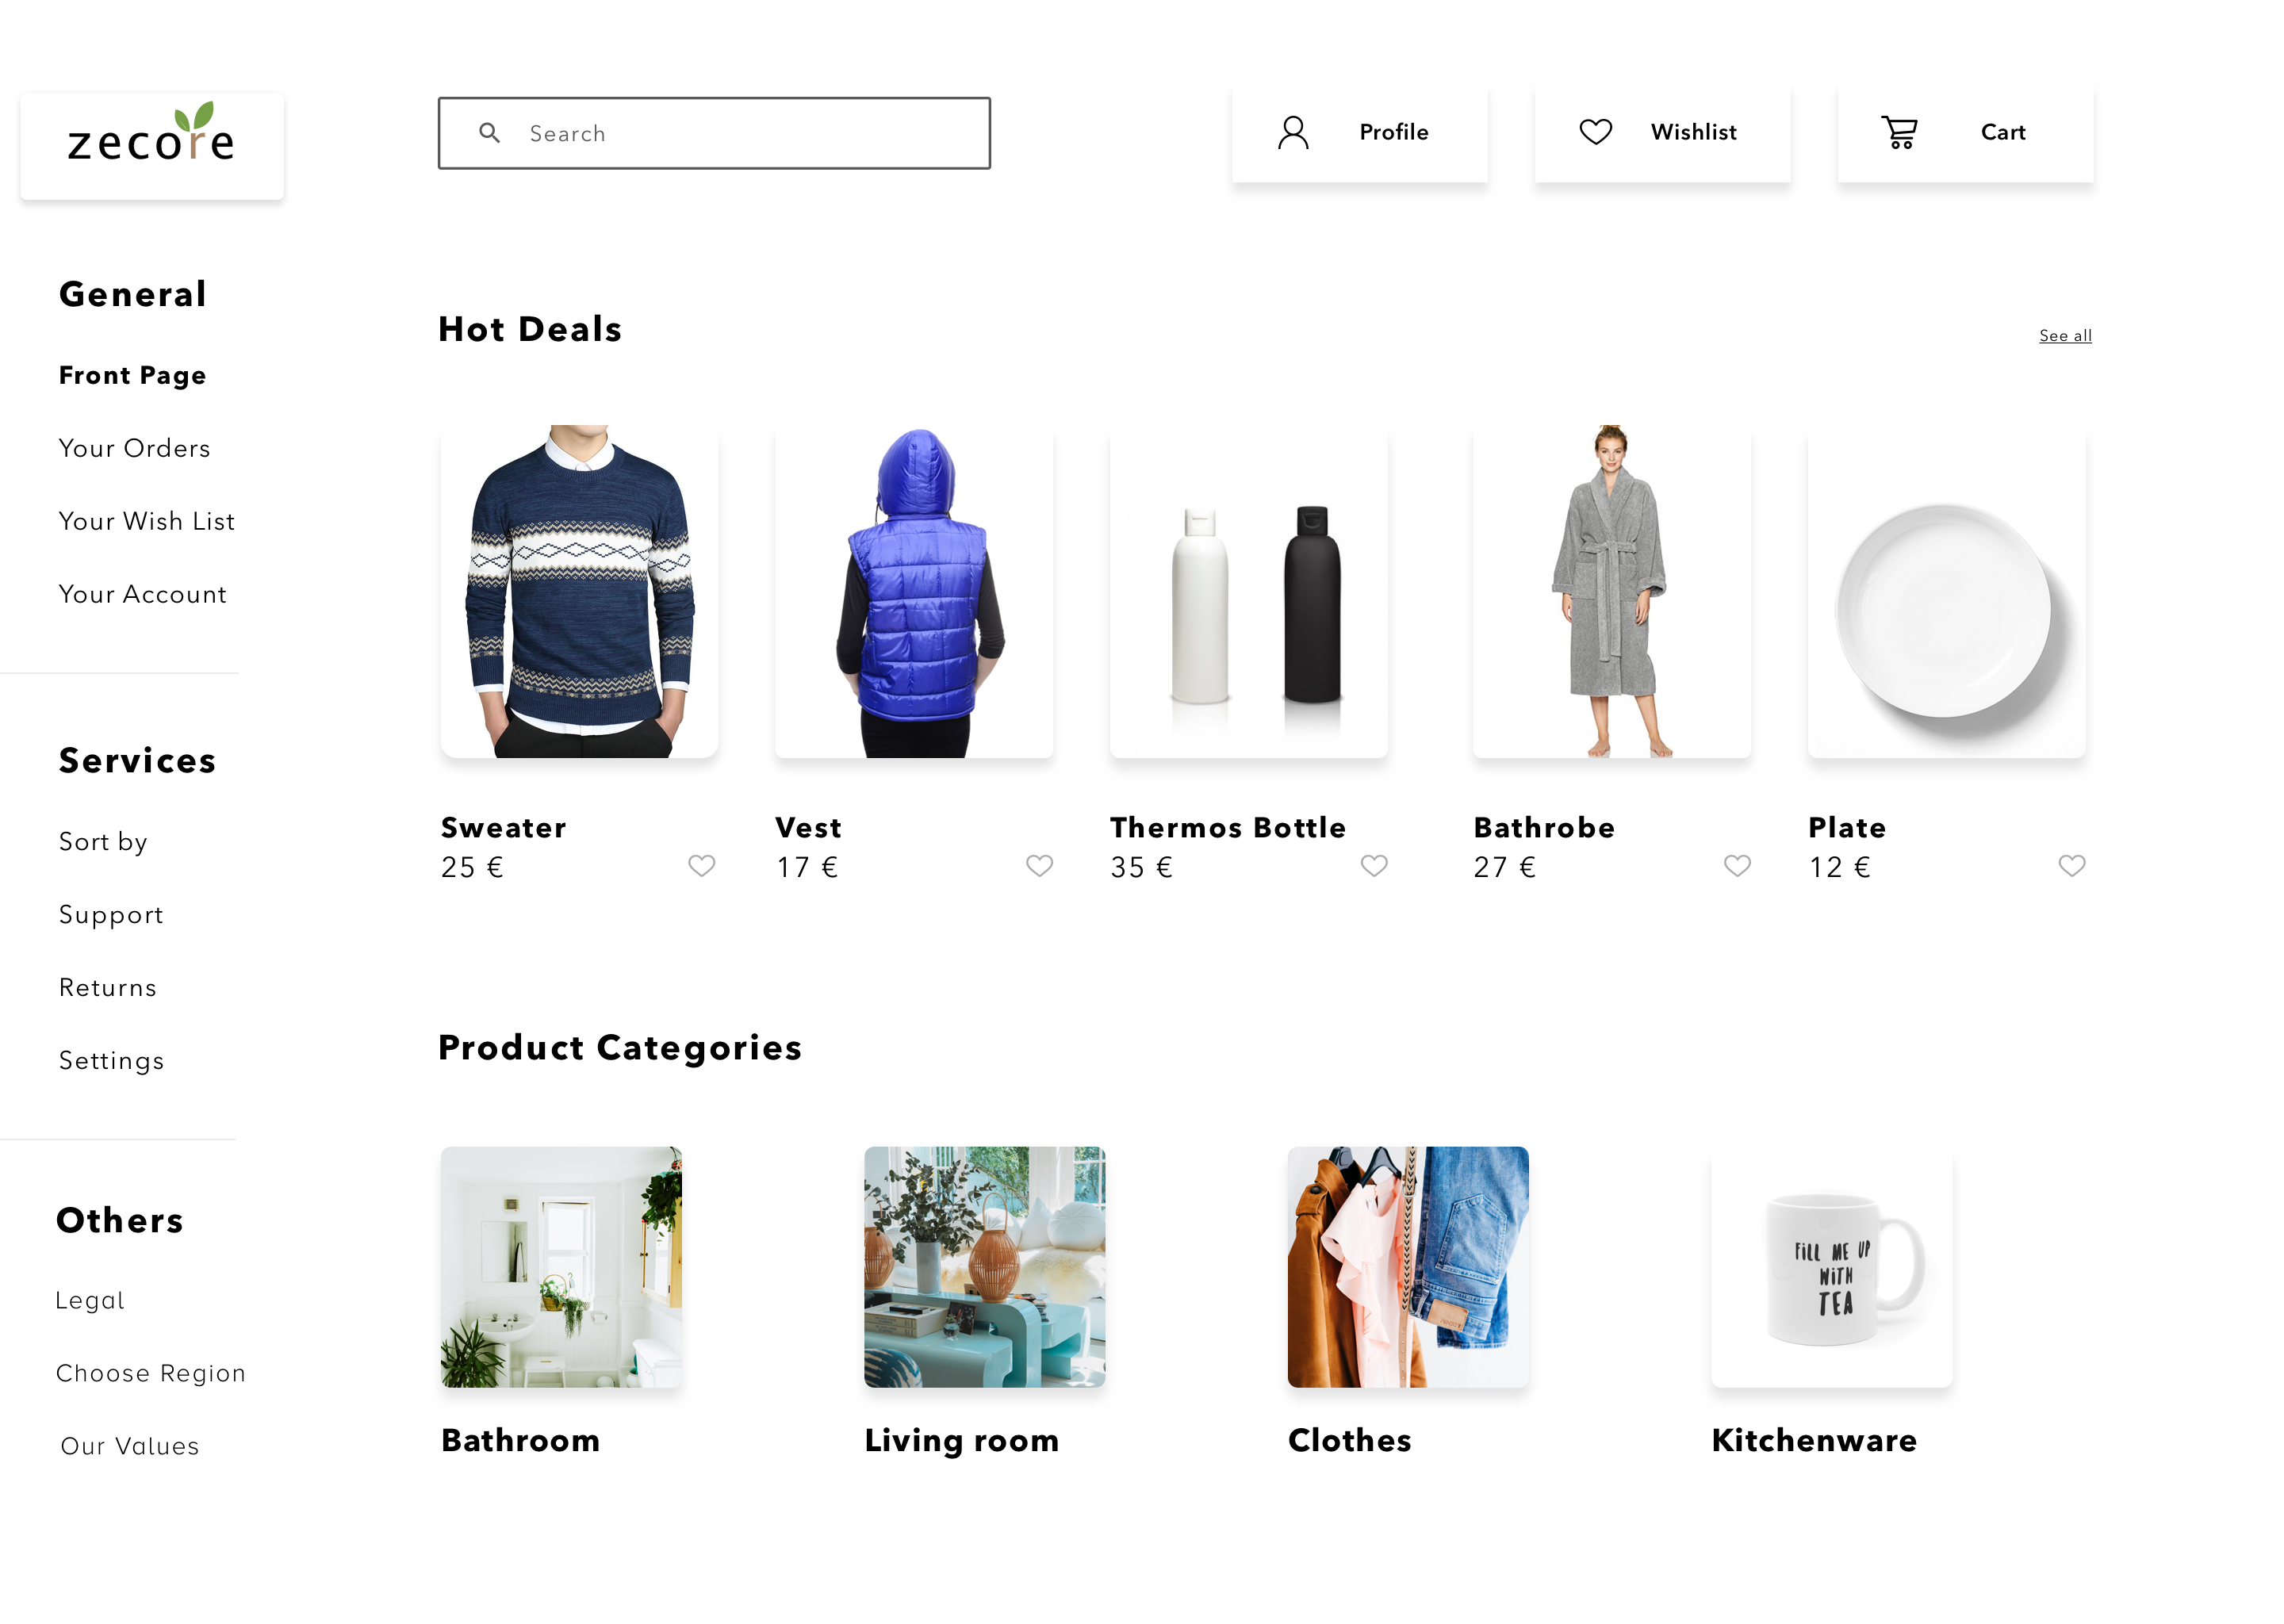 zecore
Search
Profile
Wishlist
Cart
General
Front Page
Your Orders
Your Wish List
Your Account
Services
Sort by
Support
Returns
Settings
Others
Legal
Choose Region
Our Values
Hot Deals
See all
Sweater
25 €
Vest
17 €
Thermos Bottle
35 €
Bathrobe
27 €
Plate
12 €
Product Categories
FILL ME UP
WITH
TEA
Bathroom
Living room
Clothes
Kitchenware